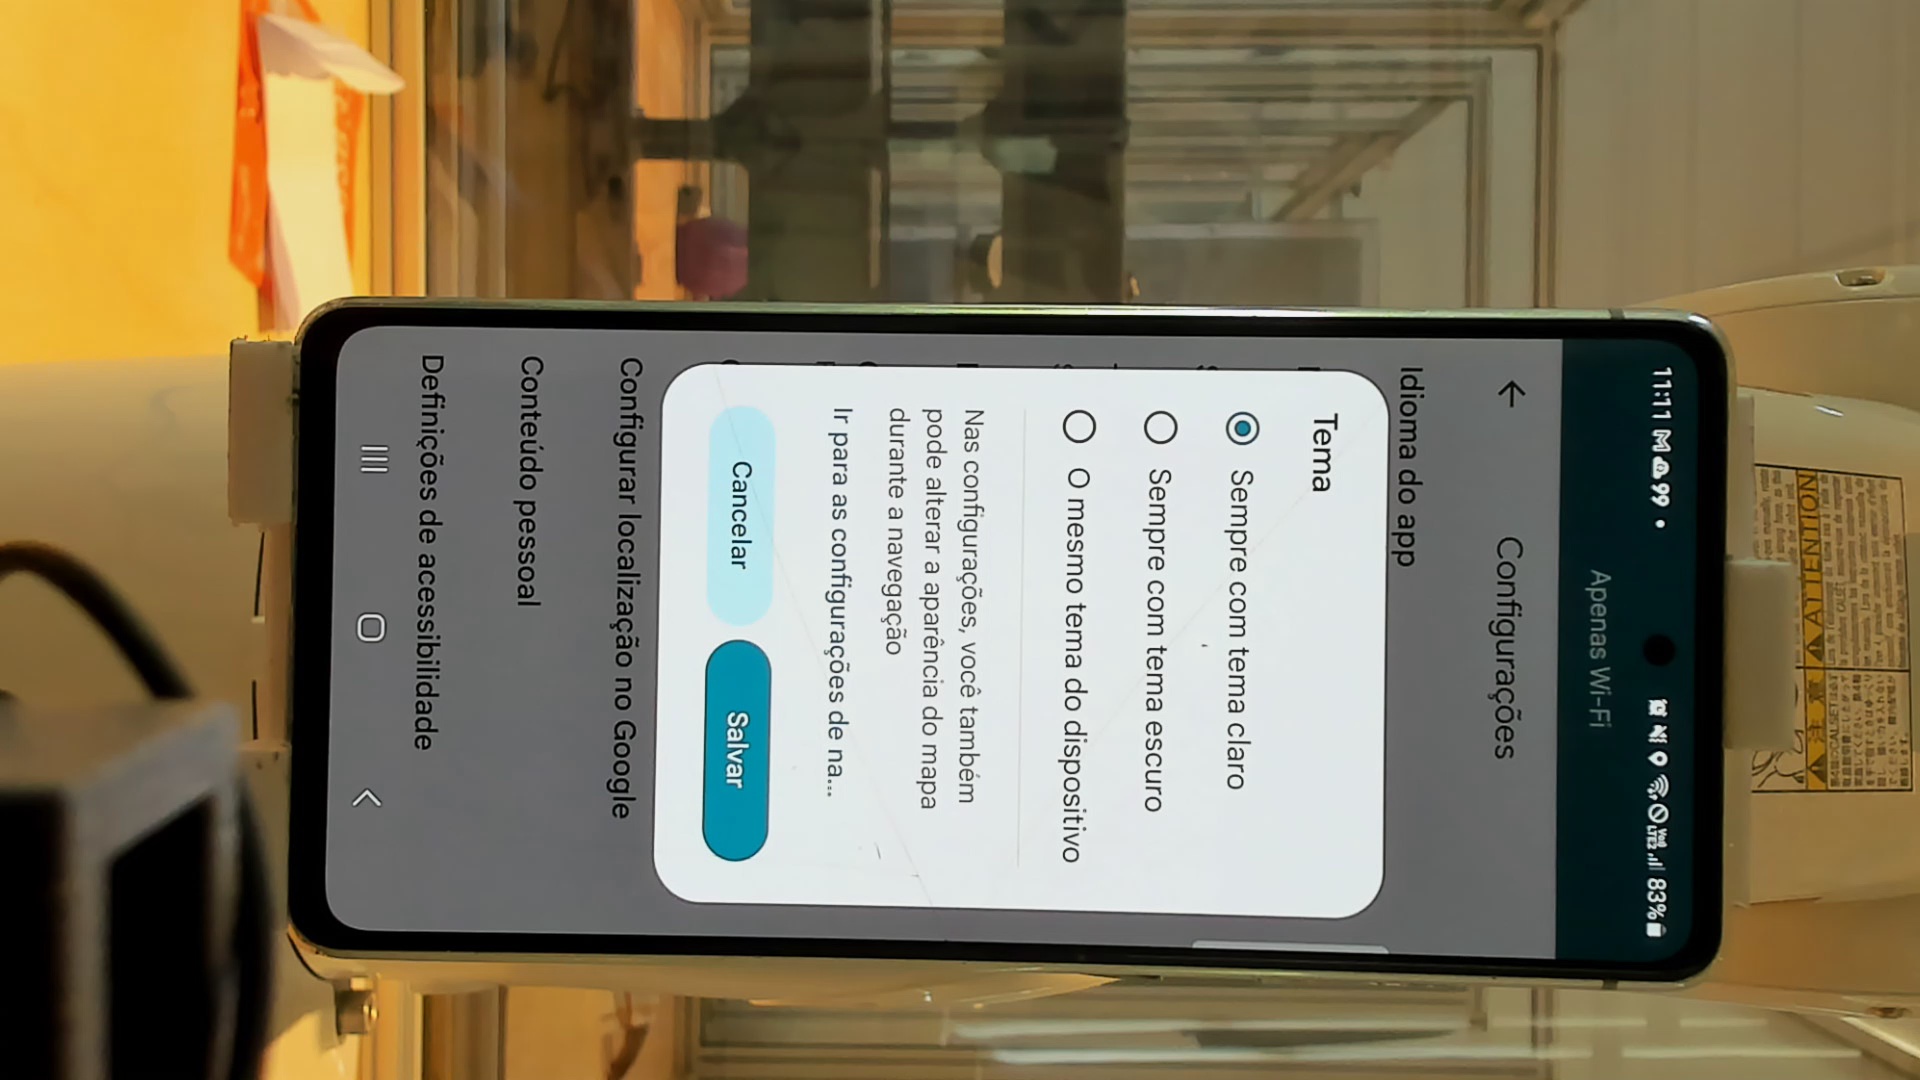 11:11 99 • 83%
Apenas Wi-Fi
Configurações
Idioma do app
Tema
Sempre com tema claro
Sempre com tema escuro
O mesmo tema do dispositivo
Nas configurações, você também
pode alterar a aparência do mapa
durante a navegação
Ir para as configurações de na...
Cancelar
Salvar
Configurar localização no Google
Conteúdo pessoal
Definições de acessibilidade
ATTENTION